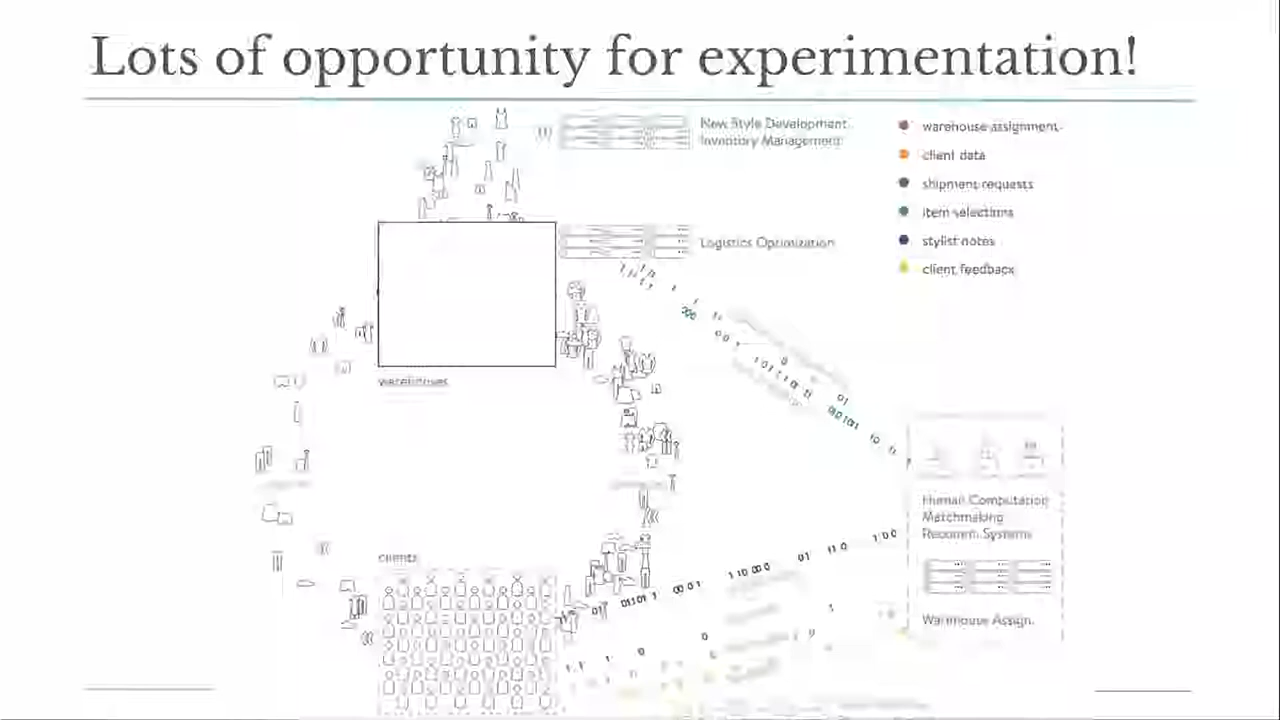 Lots of opportunity for experimentation!
New Style Development
Inventory Management
warehouse assignment
client data
shipment requests
item selections
stylist notes
client feedback
Logistics Optimization
warehouses
Human Computation
Matchmaking
Recomm. Systems
Warehouse Assign.
clients